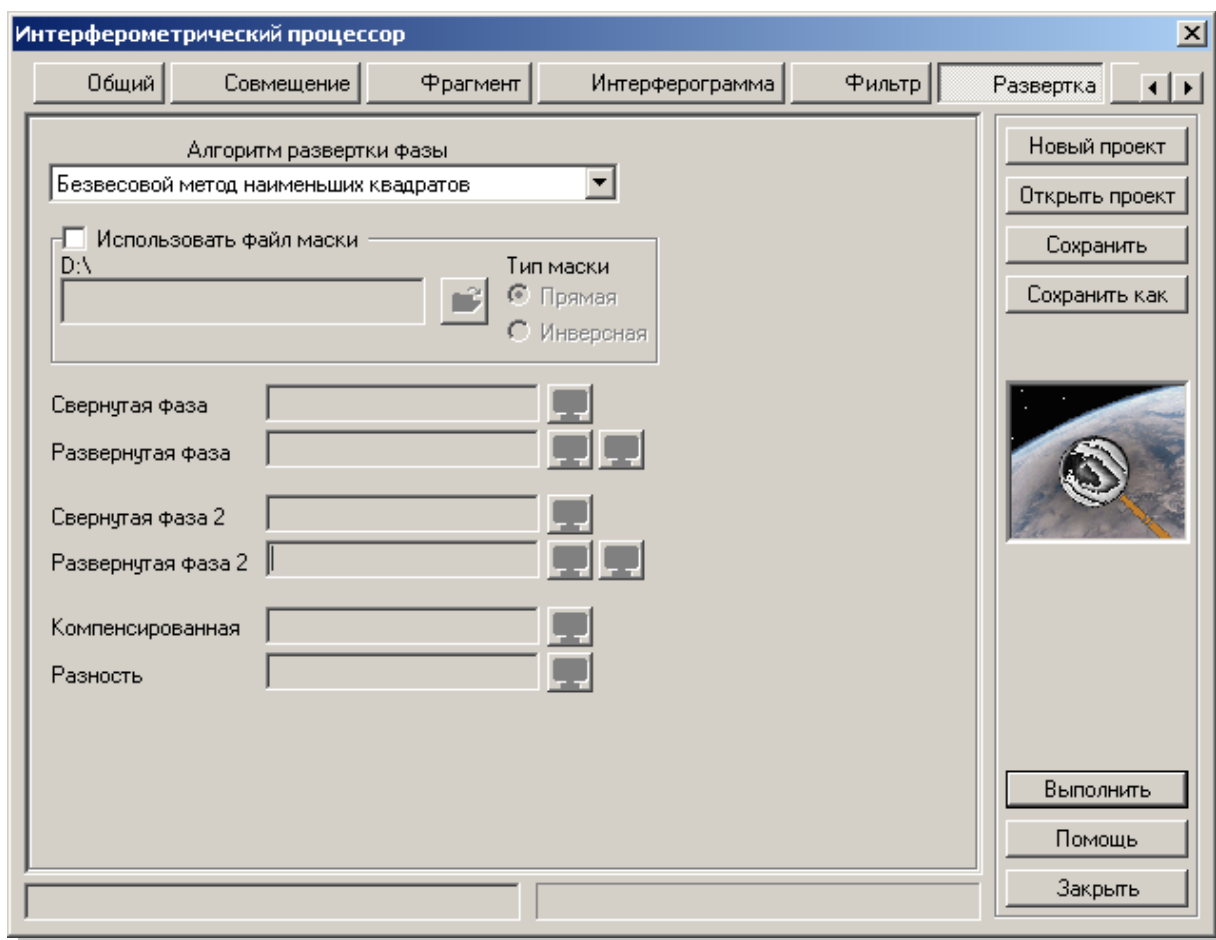 Интерферометрический процессор
Общий Совмещение Фрагмент Интерферограмма Фильтр Развертка
Алгоритм развертки фазы
Безвесовой метод наименьших квадратов
Использовать файл маски
D:\
Тип маски
Прямая
Инверсная
Свернутая фаза
Развернутая фаза
Свернутая фаза 2
Развернутая фаза 2
Компенсированная
Разность
Новый проект
Открыть проект
Сохранить
Сохранить как
Выполнить
Помощь
Закрыть